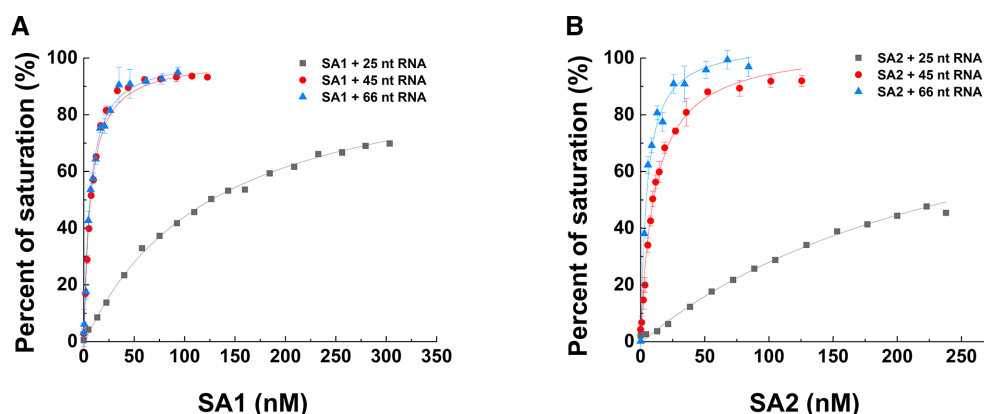 A
Percent of saturation (%)
100
80
60
40
20
0
SA1 + 25 nt RNA
SA1 + 45 nt RNA
SA1 + 66 nt RNA
0 50 100 150 200 250 300 350
SA1 (nM)
B
Percent of saturation (%)
100
80
60
40
20
0
SA2 + 25 nt RNA
SA2 + 45 nt RNA
SA2 + 66 nt RNA
0 50 100 150 200 250
SA2 (nM)